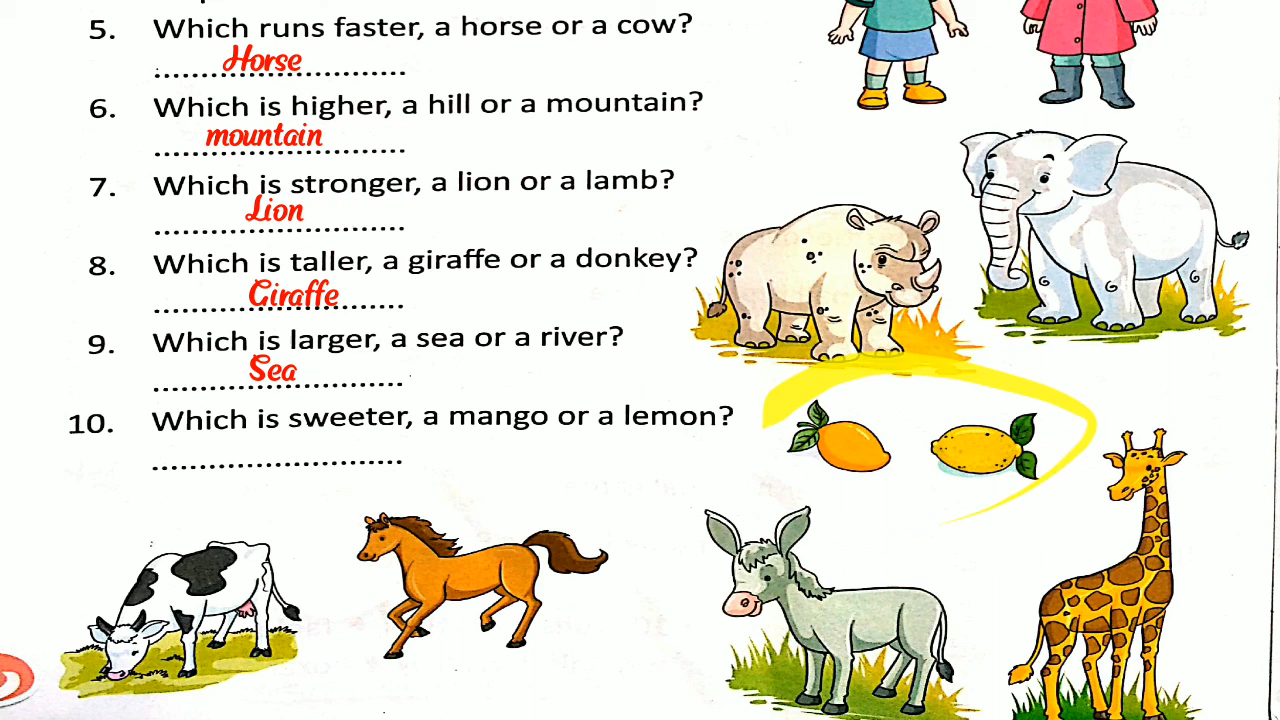 5. Which runs faster, a horse or a cow?
Horse
6. Which is higher, a hill or a mountain?
mountain
7. Which is stronger, a lion or a lamb?
Lion
8. Which is taller, a giraffe or a donkey?
Giraffe
9. Which is larger, a sea or a river?
Sea
10. Which is sweeter, a mango or a lemon?